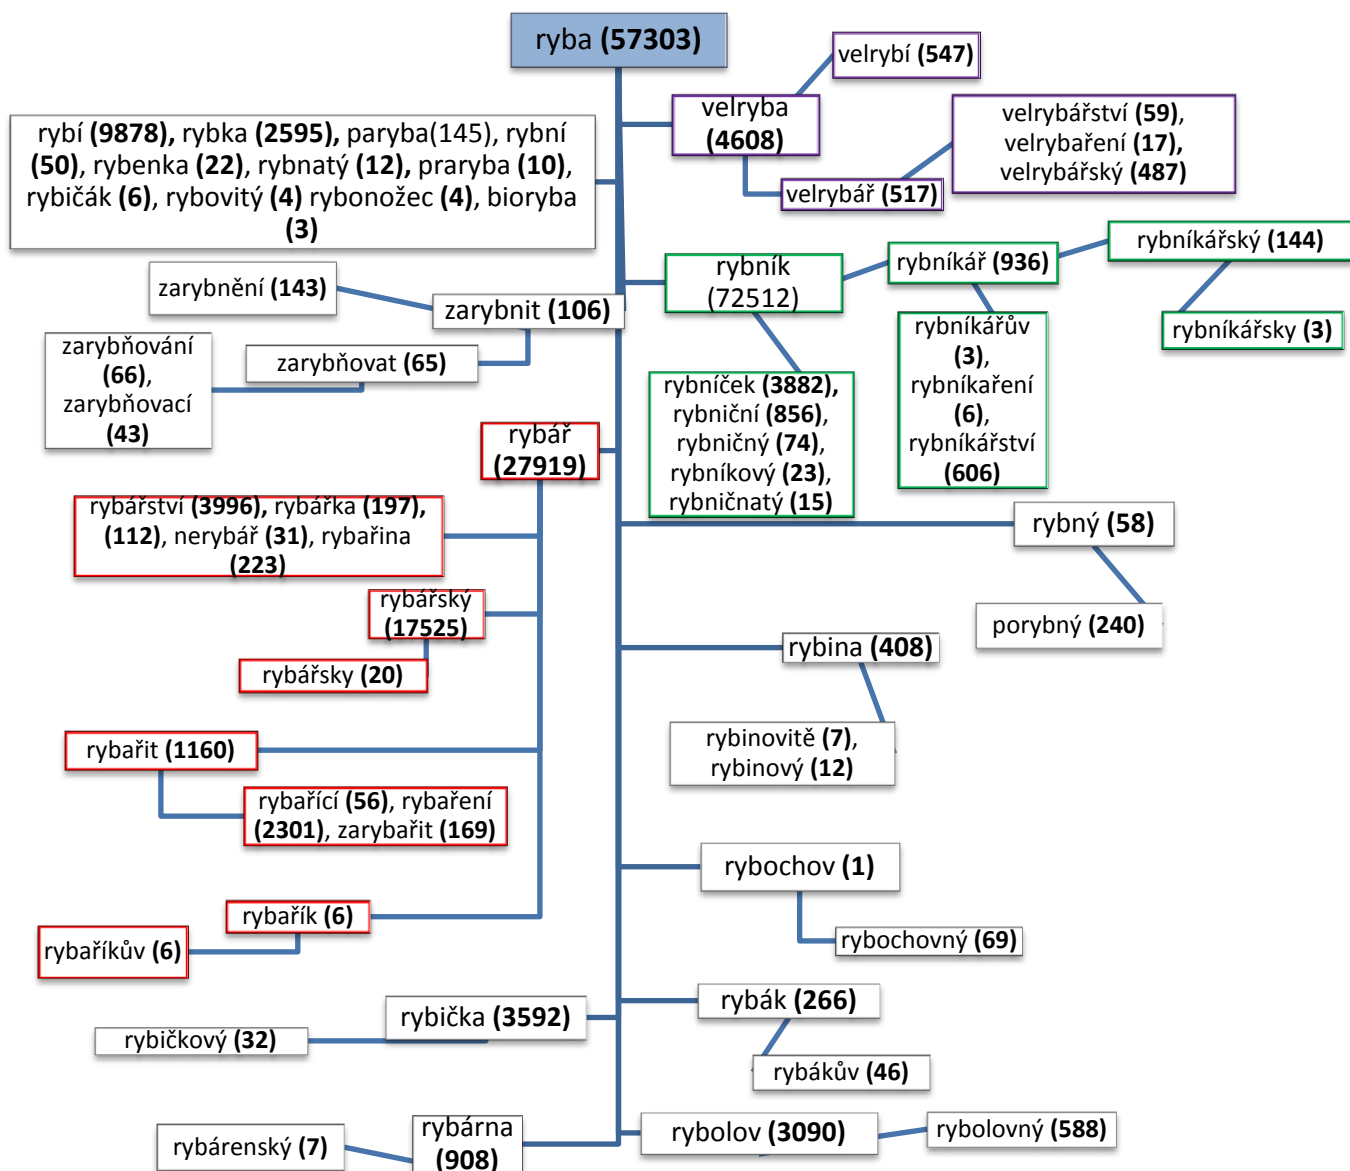 ryba (57303)
velrybí (547)
velryba
(4608)
velrybářství (59),
velrybaření (17),
velrybářský (487)
velrybář (517)
rybí (9878), rybka (2595), paryba(145), rybní
(50), rybenka (22), rybnatý (12), praryba (10),
rybičák (6), rybovitý (4) rybonožec (4), bioryba
(3)
rybníkářský (144)
rybníkář (936)
rybník
(72512)
rybníkářsky (3)
zarybnění (143)
zarybnit (106)
zarybňovat (65)
zarybňování
(66),
zarybňovací
(43)
rybníkářův
(3),
rybníkaření
(6),
rybníkářství
(606)
rybníček (3882),
rybniční (856),
rybničný (74),
rybníkový (23),
rybničnatý (15)
rybář
(27919)
rybářství (3996), rybářka (197),
(112), nerybář (31), rybařina
(223)
rybný (58)
porybný (240)
rybářský
(17525)
rybářsky (20)
rybina (408)
rybinovitě (7),
rybinový (12)
rybařit (1160)
rybařící (56), rybaření
(2301), zarybařit (169)
rybochov (1)
rybochovný (69)
rybařík (6)
rybaříkův (6)
rybák (266)
rybákův (46)
rybička (3592)
rybičkový (32)
rybárna
(908)
rybárenský (7)
rybolov (3090)
rybolovný (588)